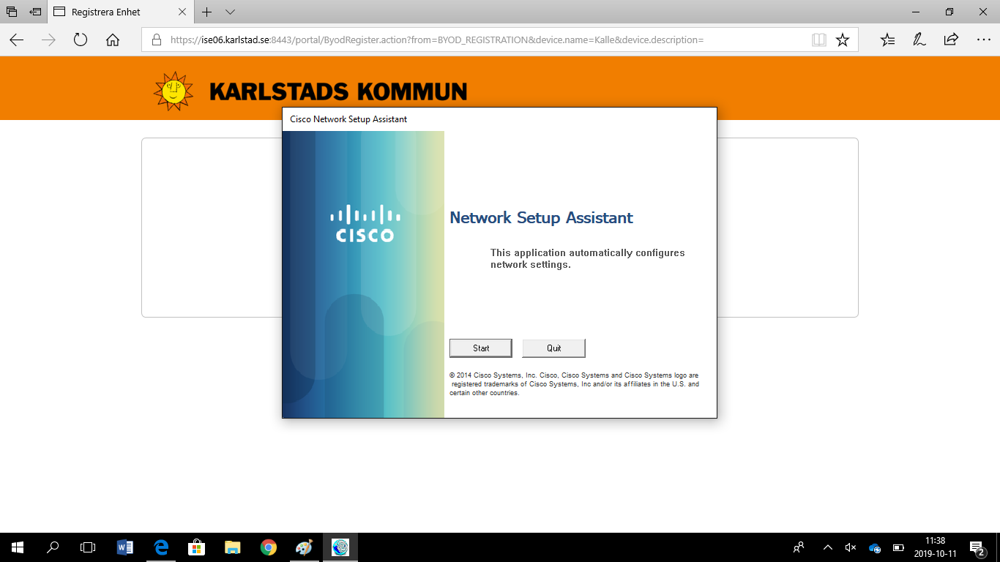 Registrera Enhet
https://ise06.karlstad.se:8443/portal/ByodRegister.action?from=BYOD_REGISTRATION&device.name=Kalle&device.description=
KARLSTADS KOMMUN
Cisco Network Setup Assistant
CISCO
Network Setup Assistant
This application automatically configures
network settings.
Start
Quit
© 2014 Cisco Systems, Inc. Cisco, Cisco Systems and Cisco Systems logo are
registered trademarks of Cisco Systems, Inc and/or its affiliates in the U.S. and
certain other countries.
11:38
2019-10-11
2